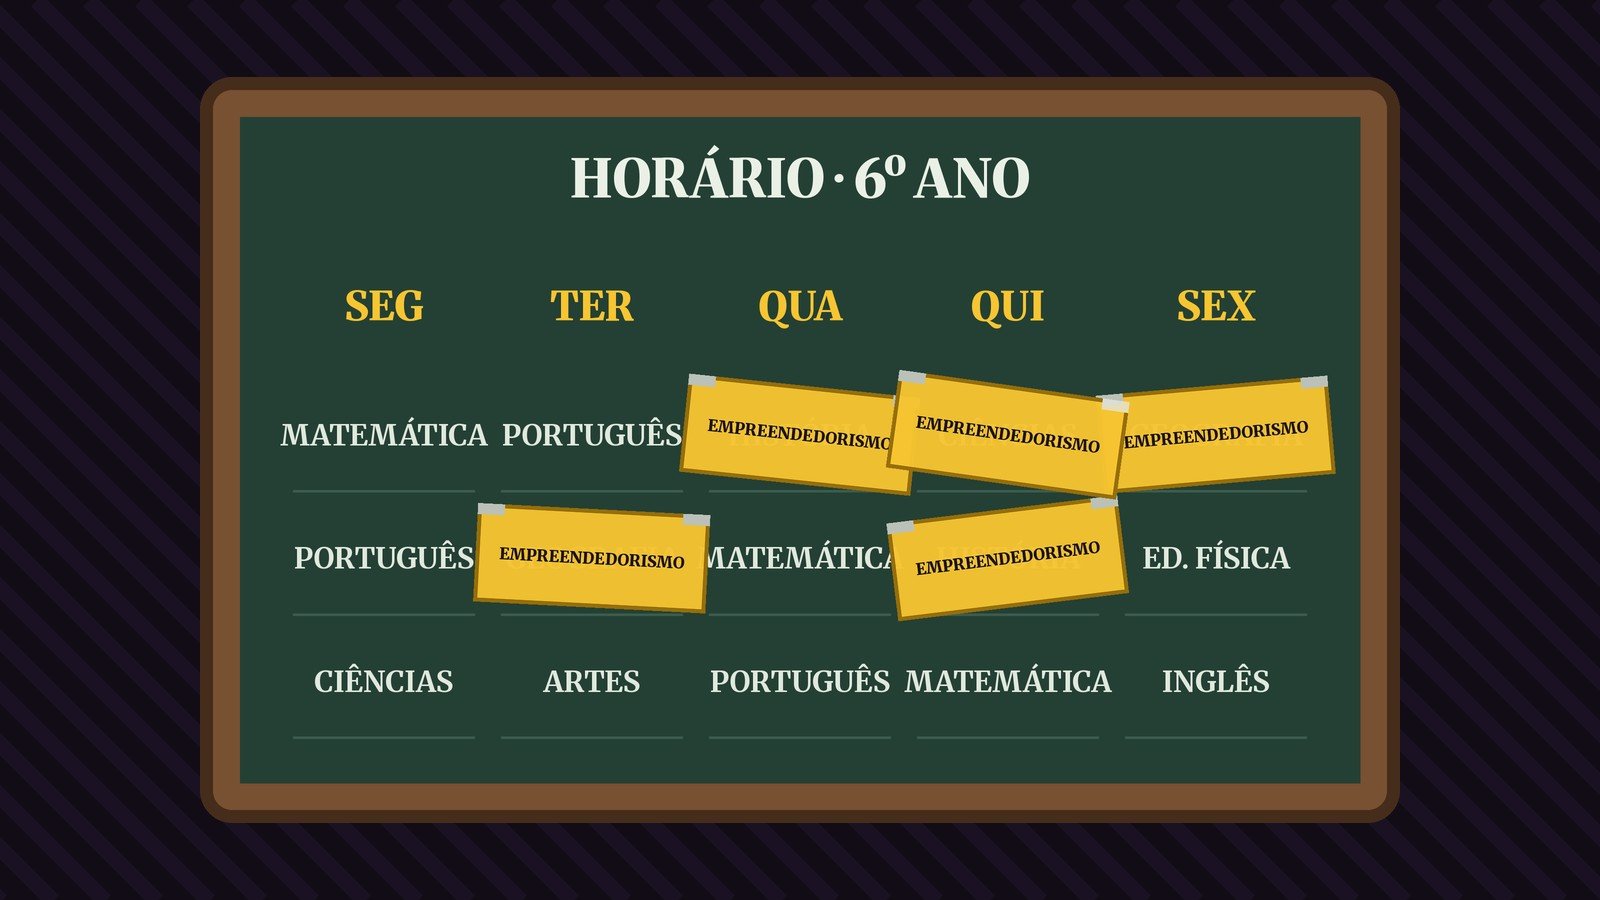 HORÁRIO · 6º ANO
SEG TER QUA QUI SEX
MATEMÁTICA PORTUGUÊS EMPREENDEDORISMO EMPREENDEDORISMO EMPREENDEDORISMO
PORTUGUÊS EMPREENDEDORISMO MATEMÁTICA EMPREENDEDORISMO ED. FÍSICA
CIÊNCIAS ARTES PORTUGUÊS MATEMÁTICA INGLÊS